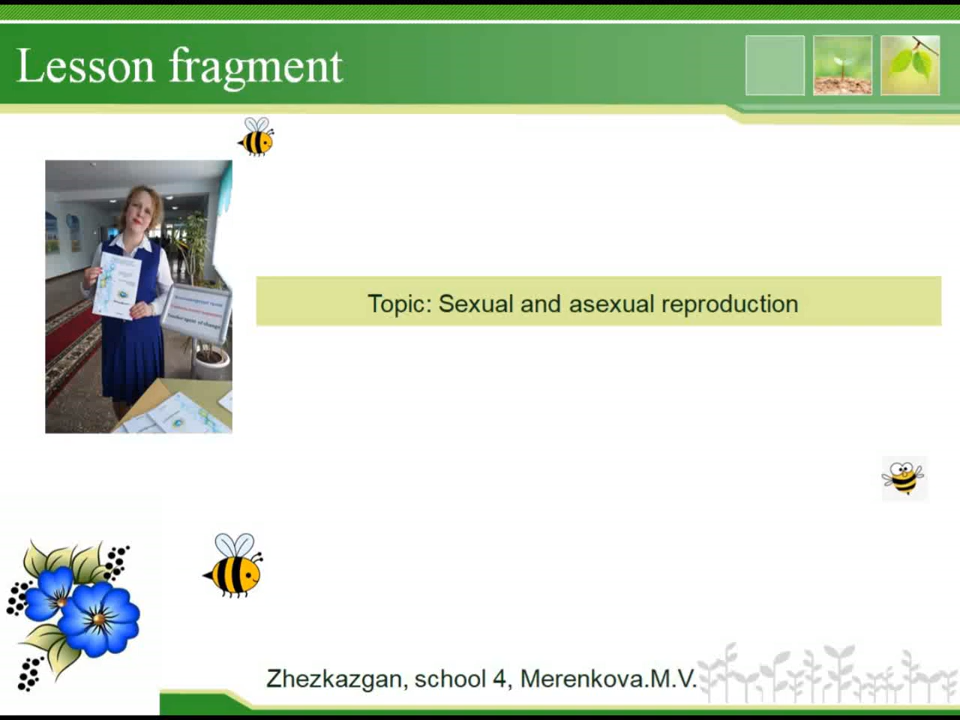 Lesson fragment
Topic: Sexual and asexual reproduction
Zhezkazgan, school 4, Merenkova.M.V.